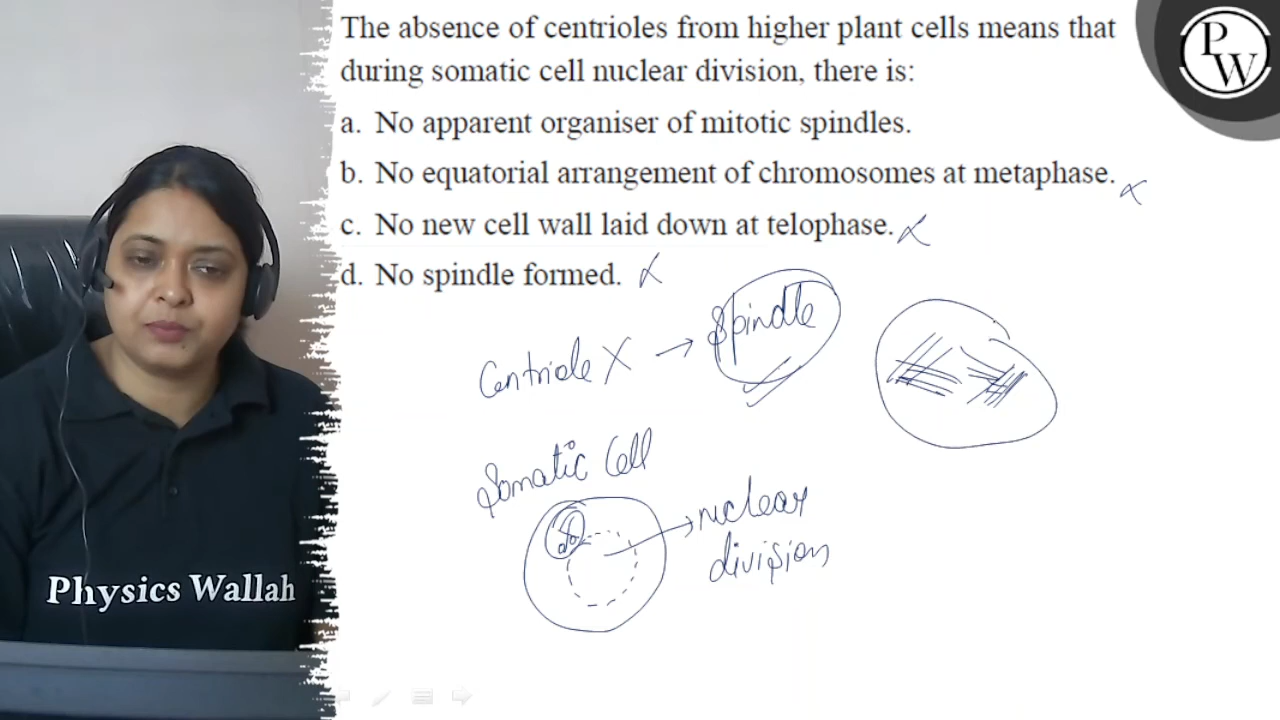 The absence of centrioles from higher plant cells means that
during somatic cell nuclear division, there is:
a. No apparent organiser of mitotic spindles.
b. No equatorial arrangement of chromosomes at metaphase.
c. No new cell wall laid down at telophase.
d. No spindle formed.
Centriole X → Spindle
Somatic Cell
nuclear
division
Physics Wallah
P
W